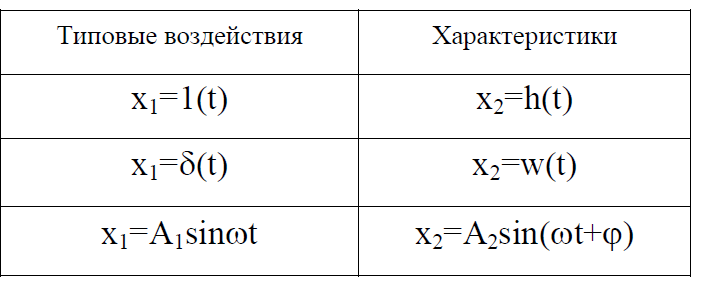 Типовые воздействия Характеристики
x₁=1(t) x₂=h(t)
x₁=δ(t) x₂=w(t)
x₁=A₁sinωt x₂=A₂sin(ωt+φ)